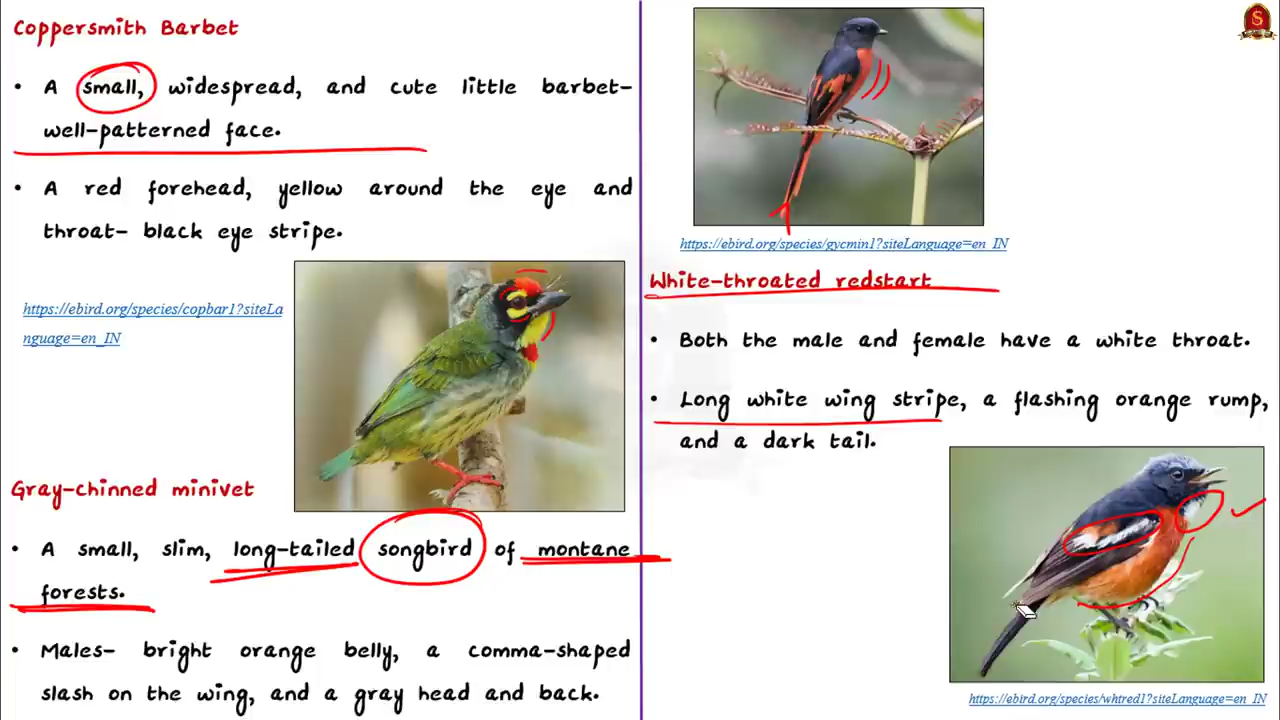 Coppersmith Barbet
• A small, widespread, and cute little barbet-
well-patterned face.
• A red forehead, yellow around the eye and
throat- black eye stripe.
https://ebird.org/species/copbar1?siteLa
nguage=en_IN
Gray-chinned minivet
• A small, slim, long-tailed songbird of montane
forests.
• Males- bright orange belly, a comma-shaped
slash on the wing, and a gray head and back.
https://ebird.org/species/gycmin1?siteLanguage=en_IN
White-throated redstart
• Both the male and female have a white throat.
• Long white wing stripe, a flashing orange rump,
and a dark tail.
https://ebird.org/species/whtred1?siteLanguage=en_IN